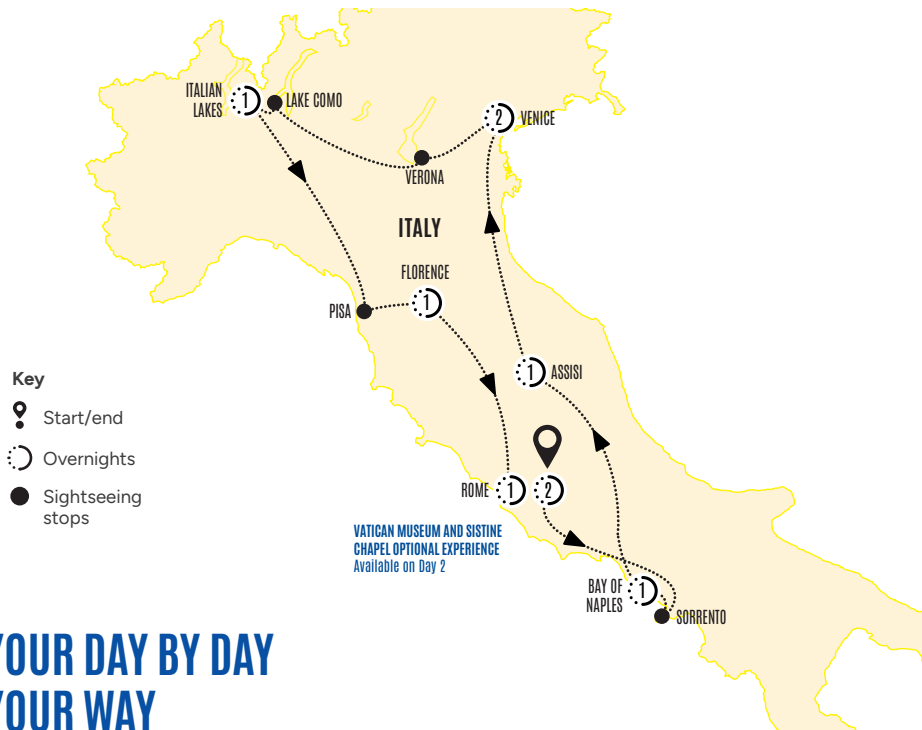 ITALIAN
LAKES
1
LAKE COMO
2
VENICE
VERONA
ITALY
FLORENCE
1
PISA
Key
Start/end
Overnights
Sightseeing
stops
1
ASSISI
ROME
1
2
VATICAN MUSEUM AND SISTINE
CHAPEL OPTIONAL EXPERIENCE
Available on Day 2
BAY OF
NAPLES
1
SORRENTO
YOUR DAY BY DAY
YOUR WAY